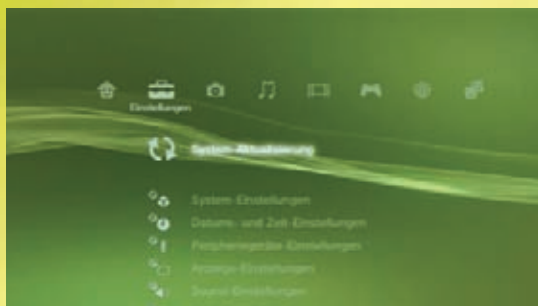 Einstellungen
System-Aktualisierung
System-Einstellungen
Datums- und Zeit-Einstellungen
Peripheriegeräte-Einstellungen
Anzeige-Einstellungen
Sound-Einstellungen